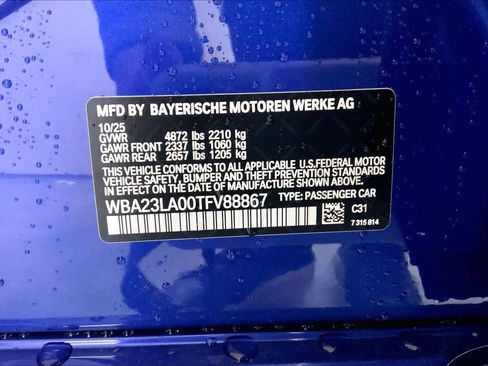 MFD BY BAYERISCHE MOTOREN WERKE AG
10/25
GVWR 4872 lbs 2210 kg
GAWR FRONT 2337 lbs 1060 kg
GAWR REAR 2657 lbs 1205 kg
THIS VEHICLE CONFORMS TO ALL APPLICABLE U.S.FEDERAL MOTOR
VEHICLE SAFETY, BUMPER, AND THEFT PREVENTION STANDARDS
IN EFFECT ON THE DATE OF MANUFACTURE SHOWN ABOVE.
WBA23LA00TFV88867 TYPE: PASSENGER CAR
C31
7 315 814